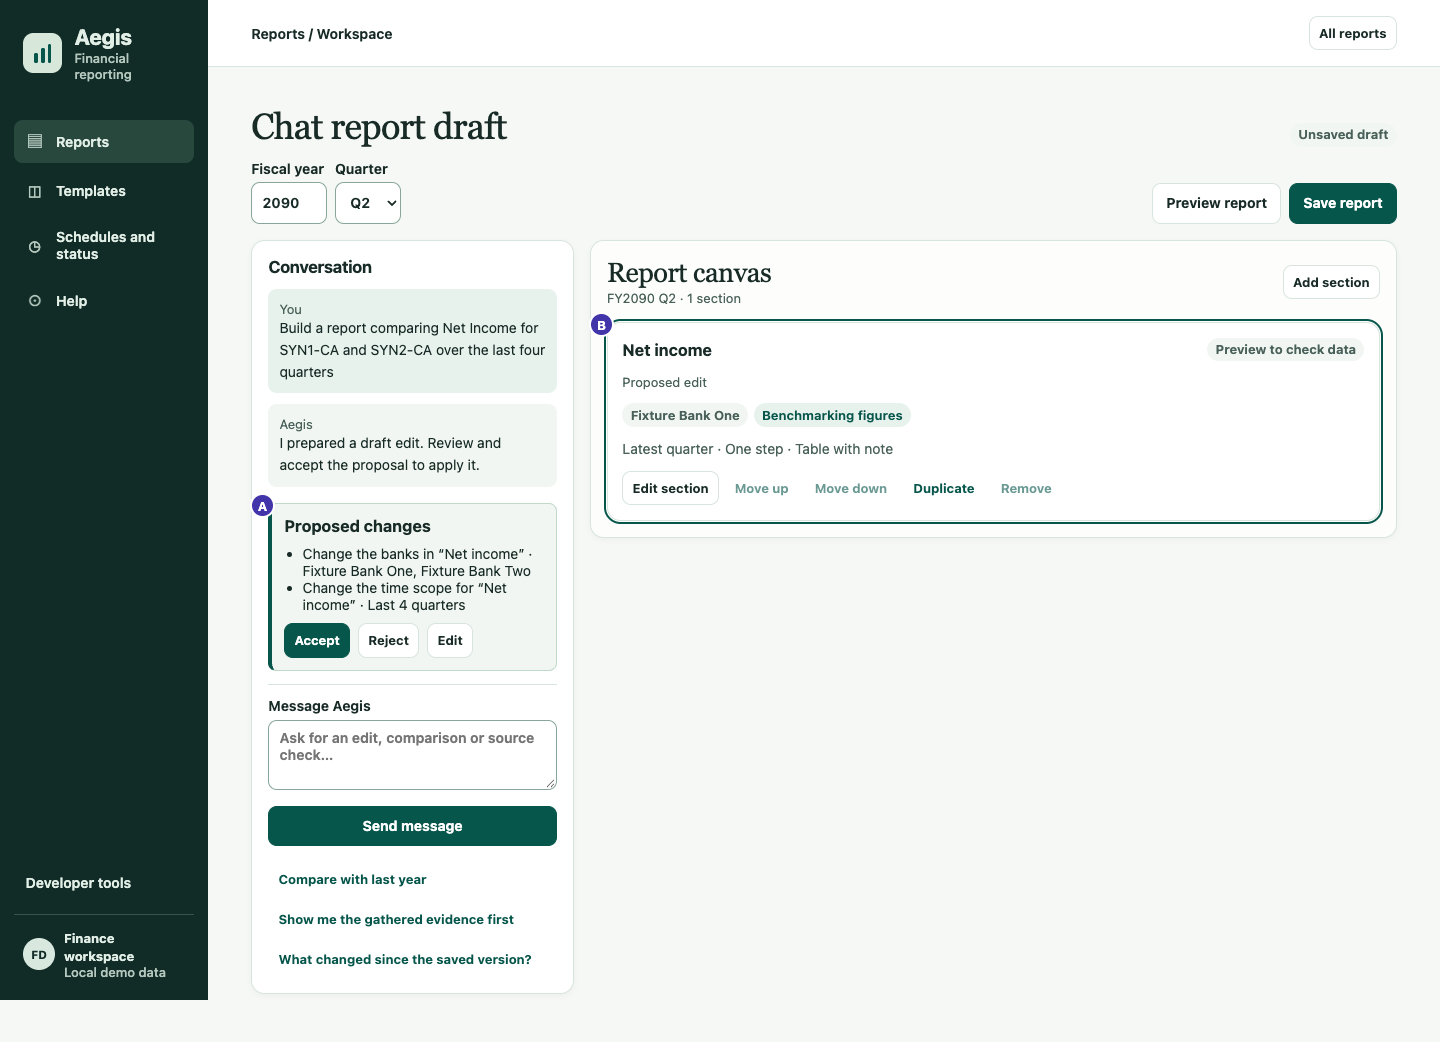 Aegis
Financial
reporting
Reports
Templates
Schedules and
status
Help
Developer tools
FD
Finance
workspace
Local demo data
Reports / Workspace
All reports
Chat report draft
Unsaved draft
Fiscal year Quarter
2090 Q2
Preview report
Save report
Conversation
You
Build a report comparing Net Income for
SYN1-CA and SYN2-CA over the last four
quarters
Aegis
I prepared a draft edit. Review and
accept the proposal to apply it.
A
Proposed changes
• Change the banks in “Net income” ·
Fixture Bank One, Fixture Bank Two
• Change the time scope for “Net
income” · Last 4 quarters
Accept Reject Edit
Message Aegis
Ask for an edit, comparison or source
check...
Send message
Compare with last year
Show me the gathered evidence first
What changed since the saved version?
Report canvas
FY2090 Q2 · 1 section
Add section
B
Net income
Preview to check data
Proposed edit
Fixture Bank One Benchmarking figures
Latest quarter · One step · Table with note
Edit section Move up Move down Duplicate Remove